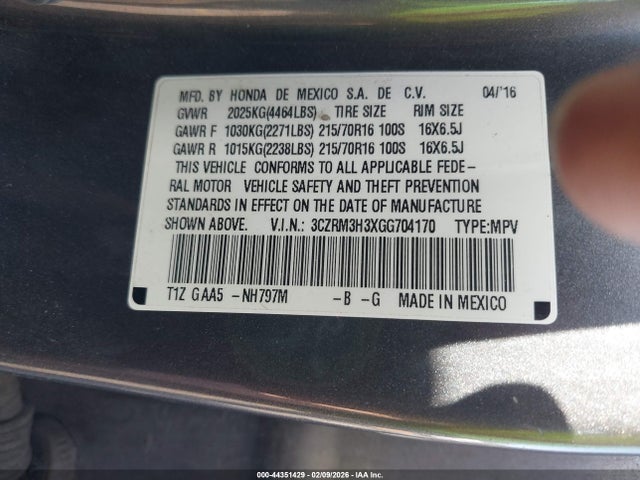 MFD. BY HONDA DE MEXICO S.A. DE C.V. 04/'16
GVWR 2025KG(4464LBS) TIRE SIZE RIM SIZE
GAWR F 1030KG(2271LBS) 215/70R16 100S 16X6.5J
GAWR R 1015KG(2238LBS) 215/70R16 100S 16X6.5J
THIS VEHICLE CONFORMS TO ALL APPLICABLE FEDE-
RAL MOTOR VEHICLE SAFETY AND THEFT PREVENTION
STANDARDS IN EFFECT ON THE DATE OF MANUFACTURE
SHOWN ABOVE. V.I.N.: 3CZRM3H3XGG704170 TYPE:MPV
T1Z GAA5 -NH797M -B -G MADE IN MEXICO
000-44351429 - 02/09/2026 - IAA Inc.